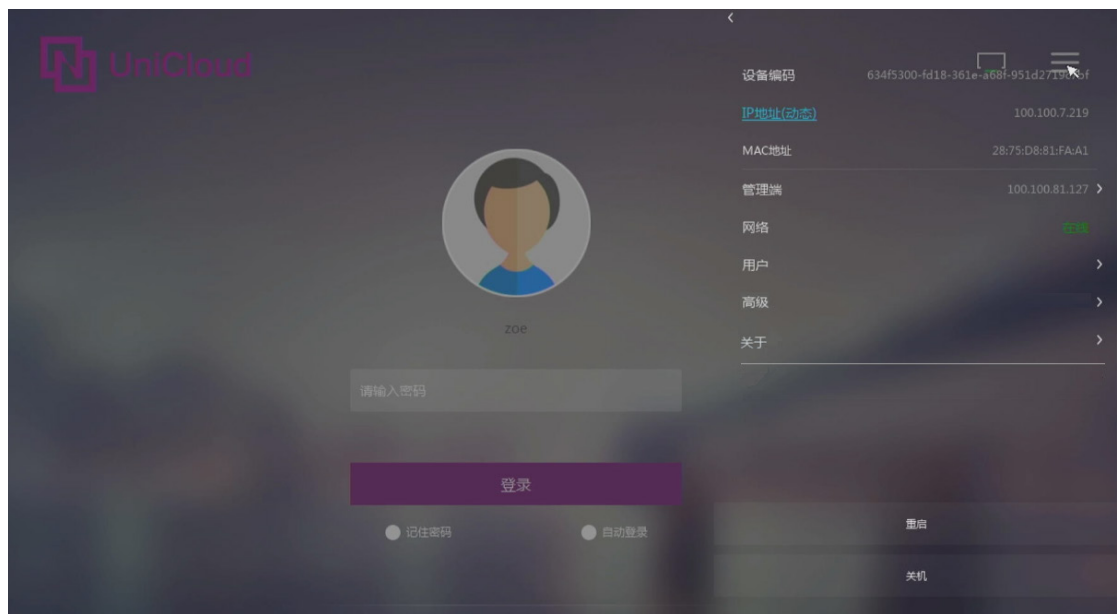 UniCloud
zoe
请输入密码
登录
记住密码 自动登录
设备编码
IP地址(动态) 100.100.7.219
MAC地址 28:75:D8:81:FA:A1
管理端 100.100.81.127
网络 在线
用户
高级
关于
重启
关机